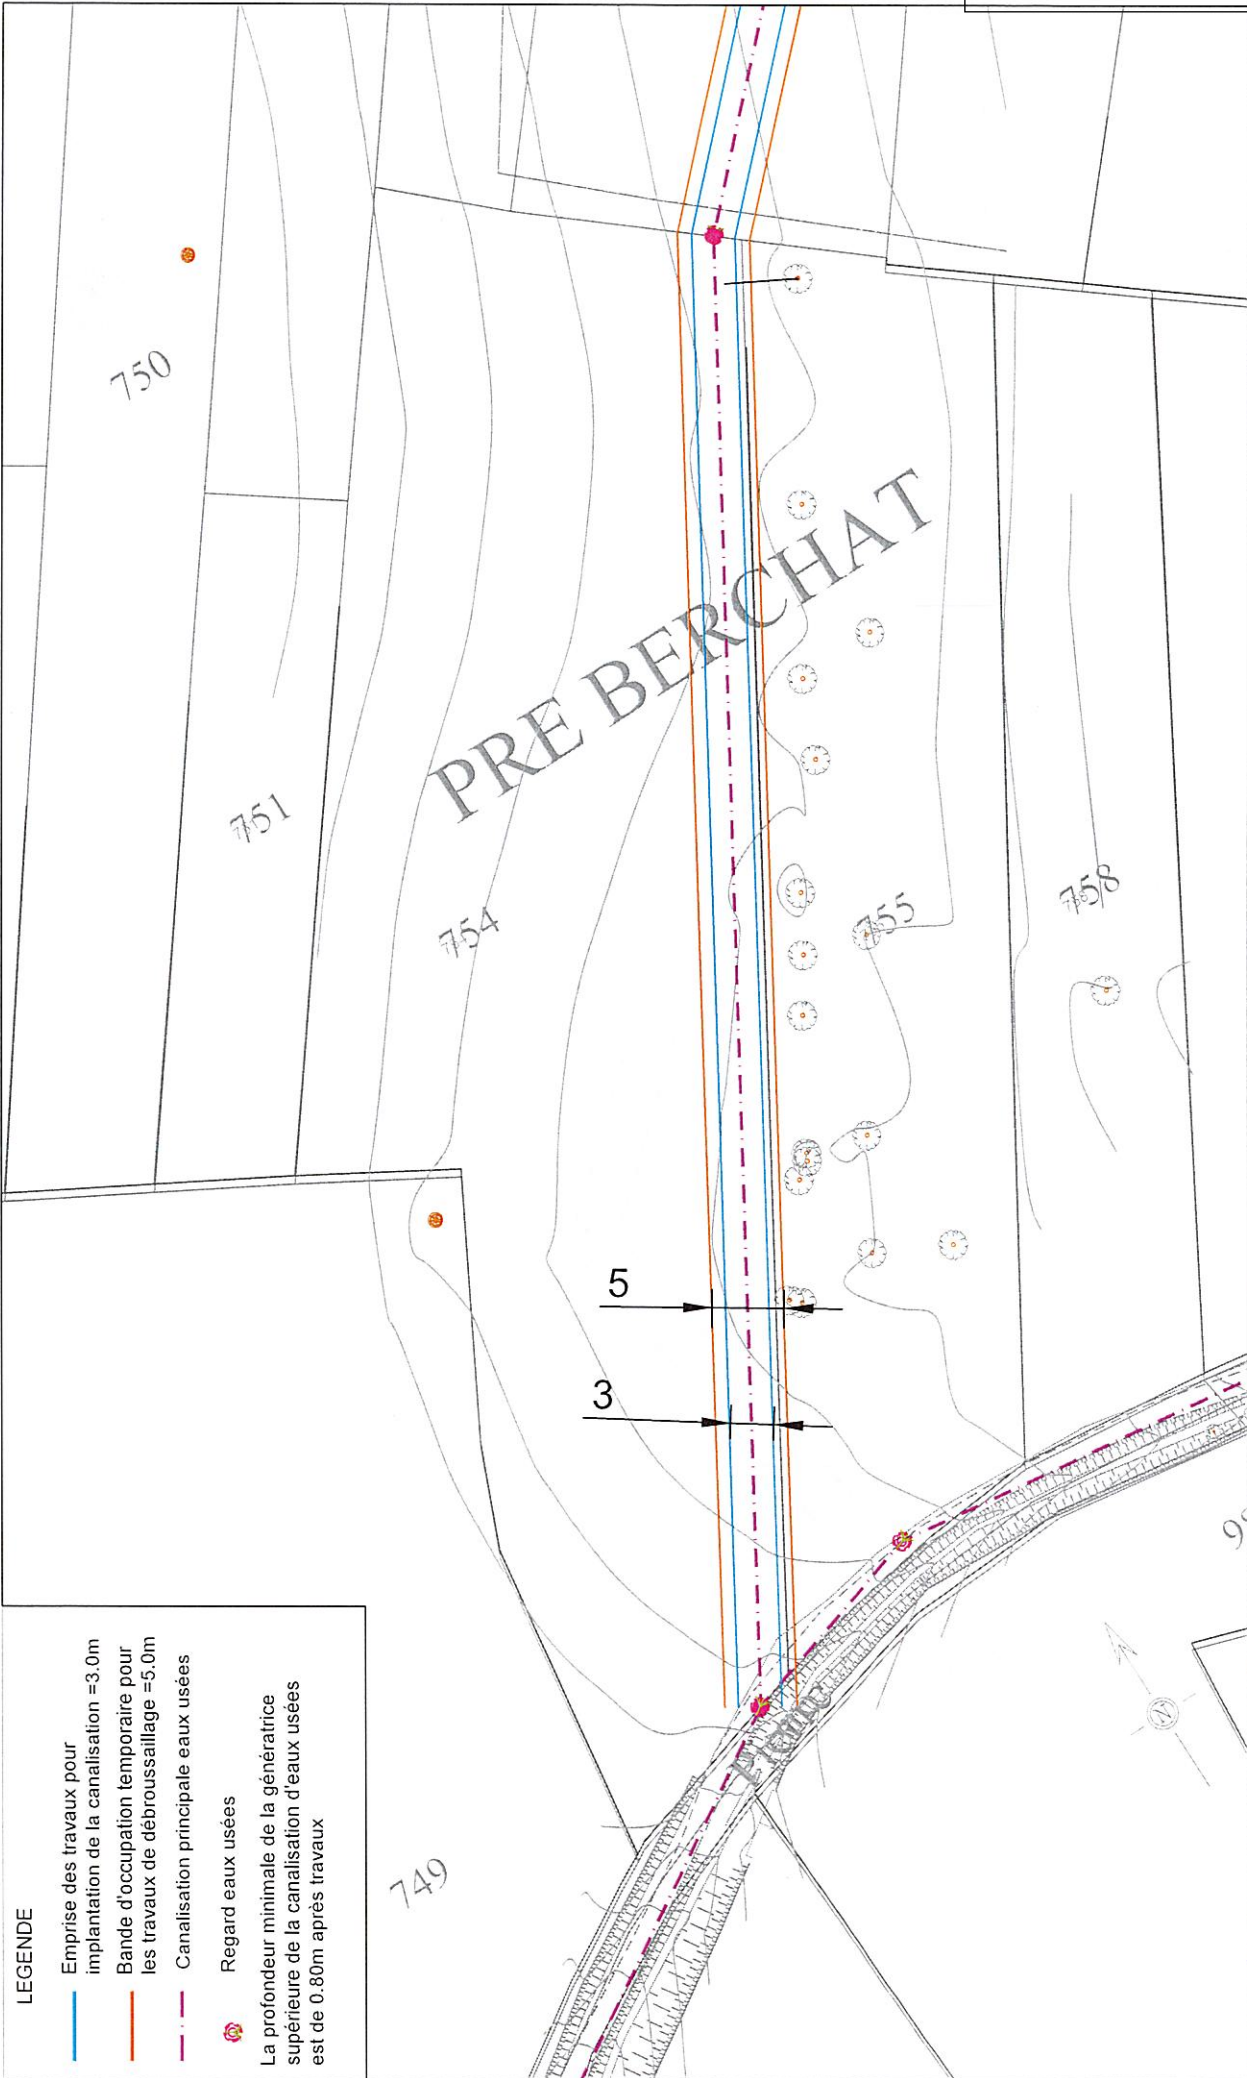 LEGENDE
Emprise des travaux pour
implantation de la canalisation =3.0m
Bande d'occupation temporaire pour
les travaux de débroussaillage =5.0m
Canalisation principale eaux usées
Regard eaux usées
La profondeur minimale de la génératrice
supérieure de la canalisation d'eaux usées
est de 0.80m après travaux
750
751
754
PRE BERCHAT
755
758
5
3
749
N